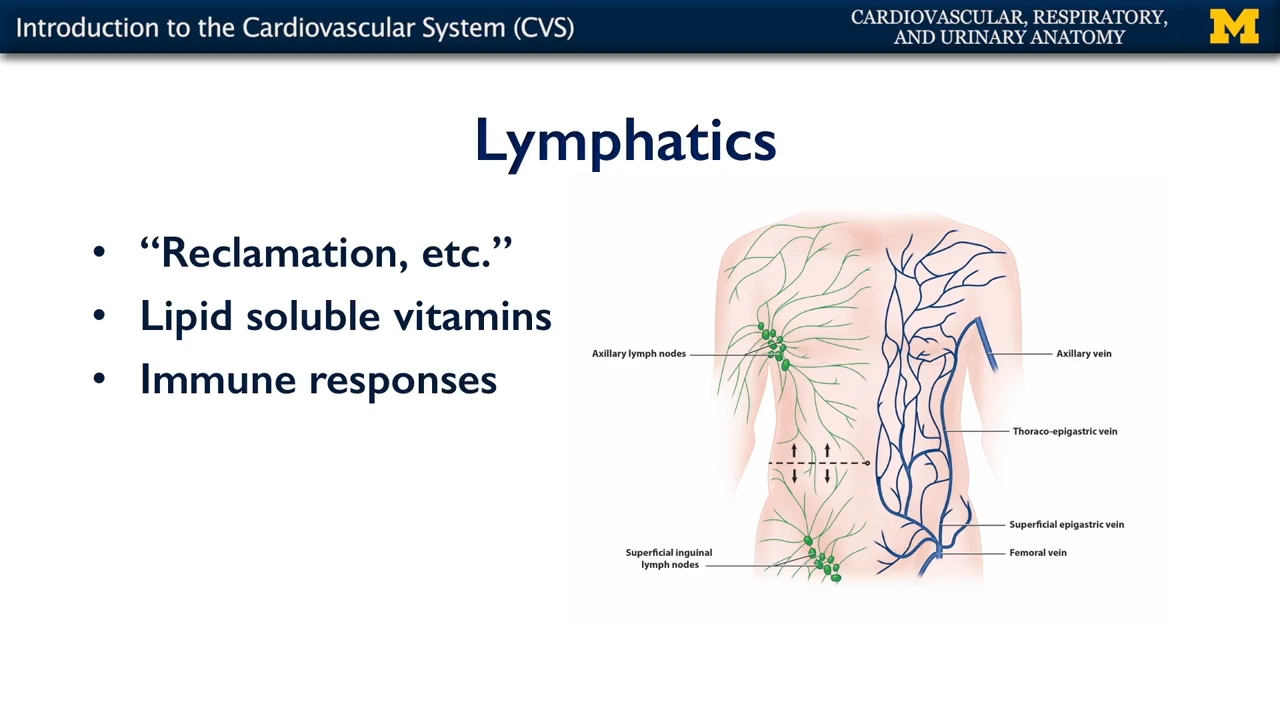 Introduction to the Cardiovascular System (CVS)
CARDIOVASCULAR, RESPIRATORY,
AND URINARY ANATOMY
M
Lymphatics
• “Reclamation, etc.”
• Lipid soluble vitamins
• Immune responses
Axillary lymph nodes
Axillary vein
Thoraco-epigastric vein
Superficial epigastric vein
Superficial inguinal
lymph nodes
Femoral vein